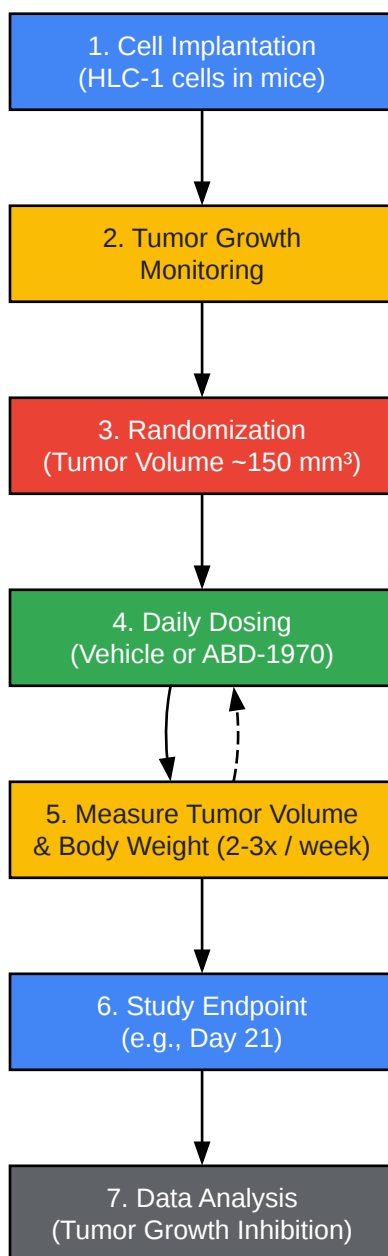 1. Cell Implantation
(HLC-1 cells in mice)
2. Tumor Growth
Monitoring
3. Randomization
(Tumor Volume ~150 mm³)
4. Daily Dosing
(Vehicle or ABD-1970)
5. Measure Tumor Volume
& Body Weight (2-3x / week)
6. Study Endpoint
(e.g., Day 21)
7. Data Analysis
(Tumor Growth Inhibition)